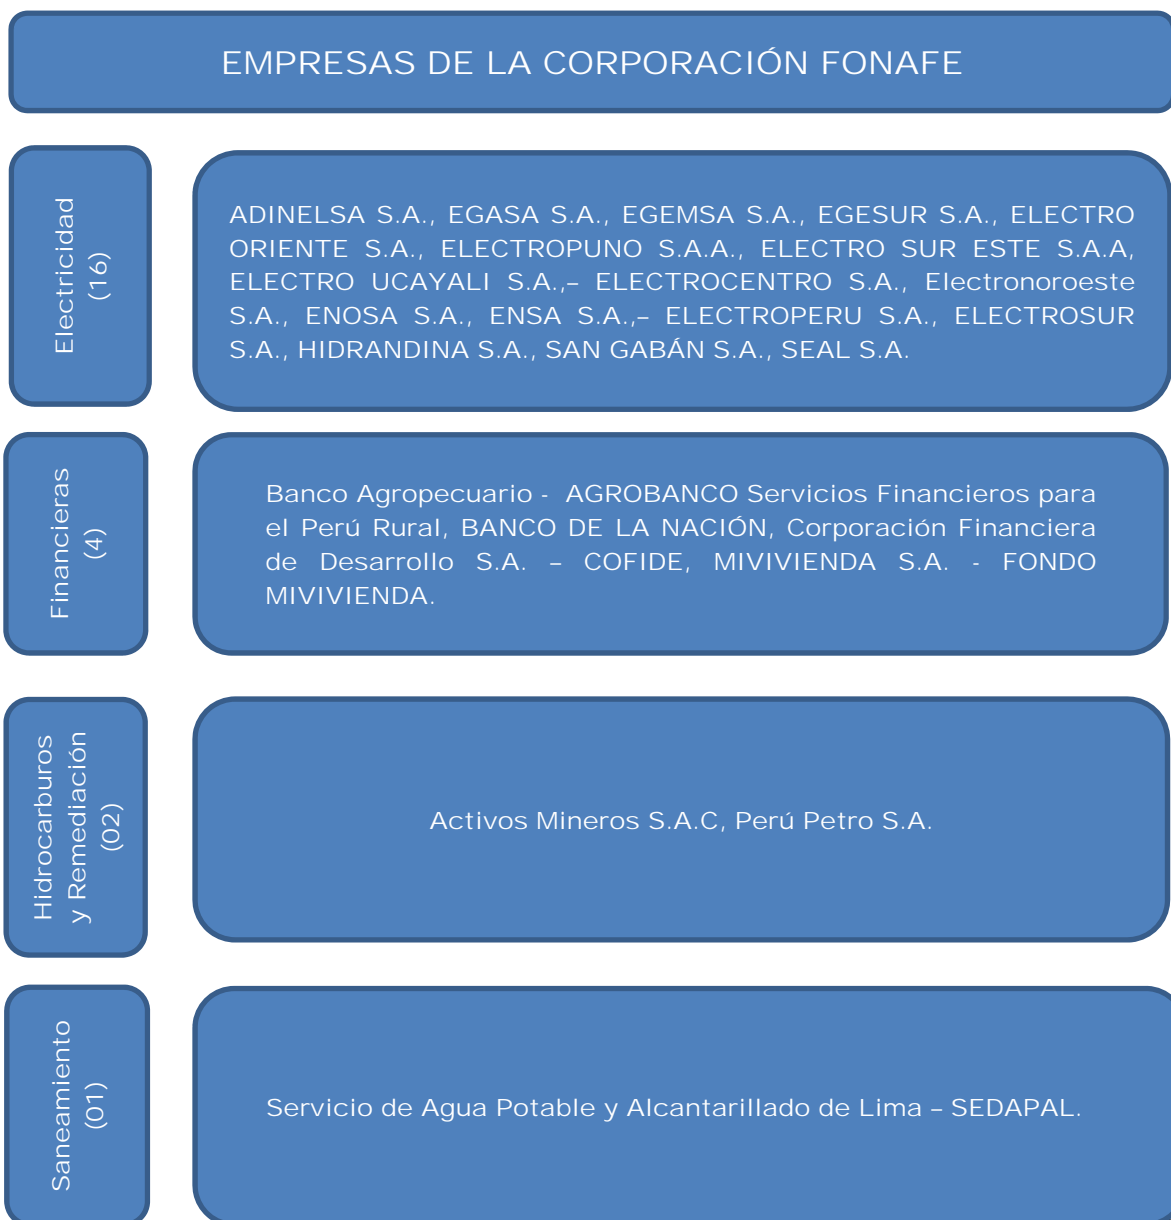 EMPRESAS DE LA CORPORACIÓN FONAFE
Electricidad
(16)
ADINELSA S.A., EGASA S.A., EGEMSA S.A., EGESUR S.A., ELECTRO
ORIENTE S.A., ELECTROPUNO S.A.A., ELECTRO SUR ESTE S.A.A,
ELECTRO UCAYALI S.A.,– ELECTROCENTRO S.A., Electronoroeste
S.A., ENOSA S.A., ENSA S.A.,– ELECTROPERU S.A., ELECTROSUR
S.A., HIDRANDINA S.A., SAN GABÁN S.A., SEAL S.A.
Financieras
(4)
Banco Agropecuario - AGROBANCO Servicios Financieros para
el Perú Rural, BANCO DE LA NACIÓN, Corporación Financiera
de Desarrollo S.A. – COFIDE, MIVIVIENDA S.A. - FONDO
MIVIVIENDA.
Hidrocarburos
y Remediación
(02)
Activos Mineros S.A.C, Perú Petro S.A.
Saneamiento
(01)
Servicio de Agua Potable y Alcantarillado de Lima – SEDAPAL.